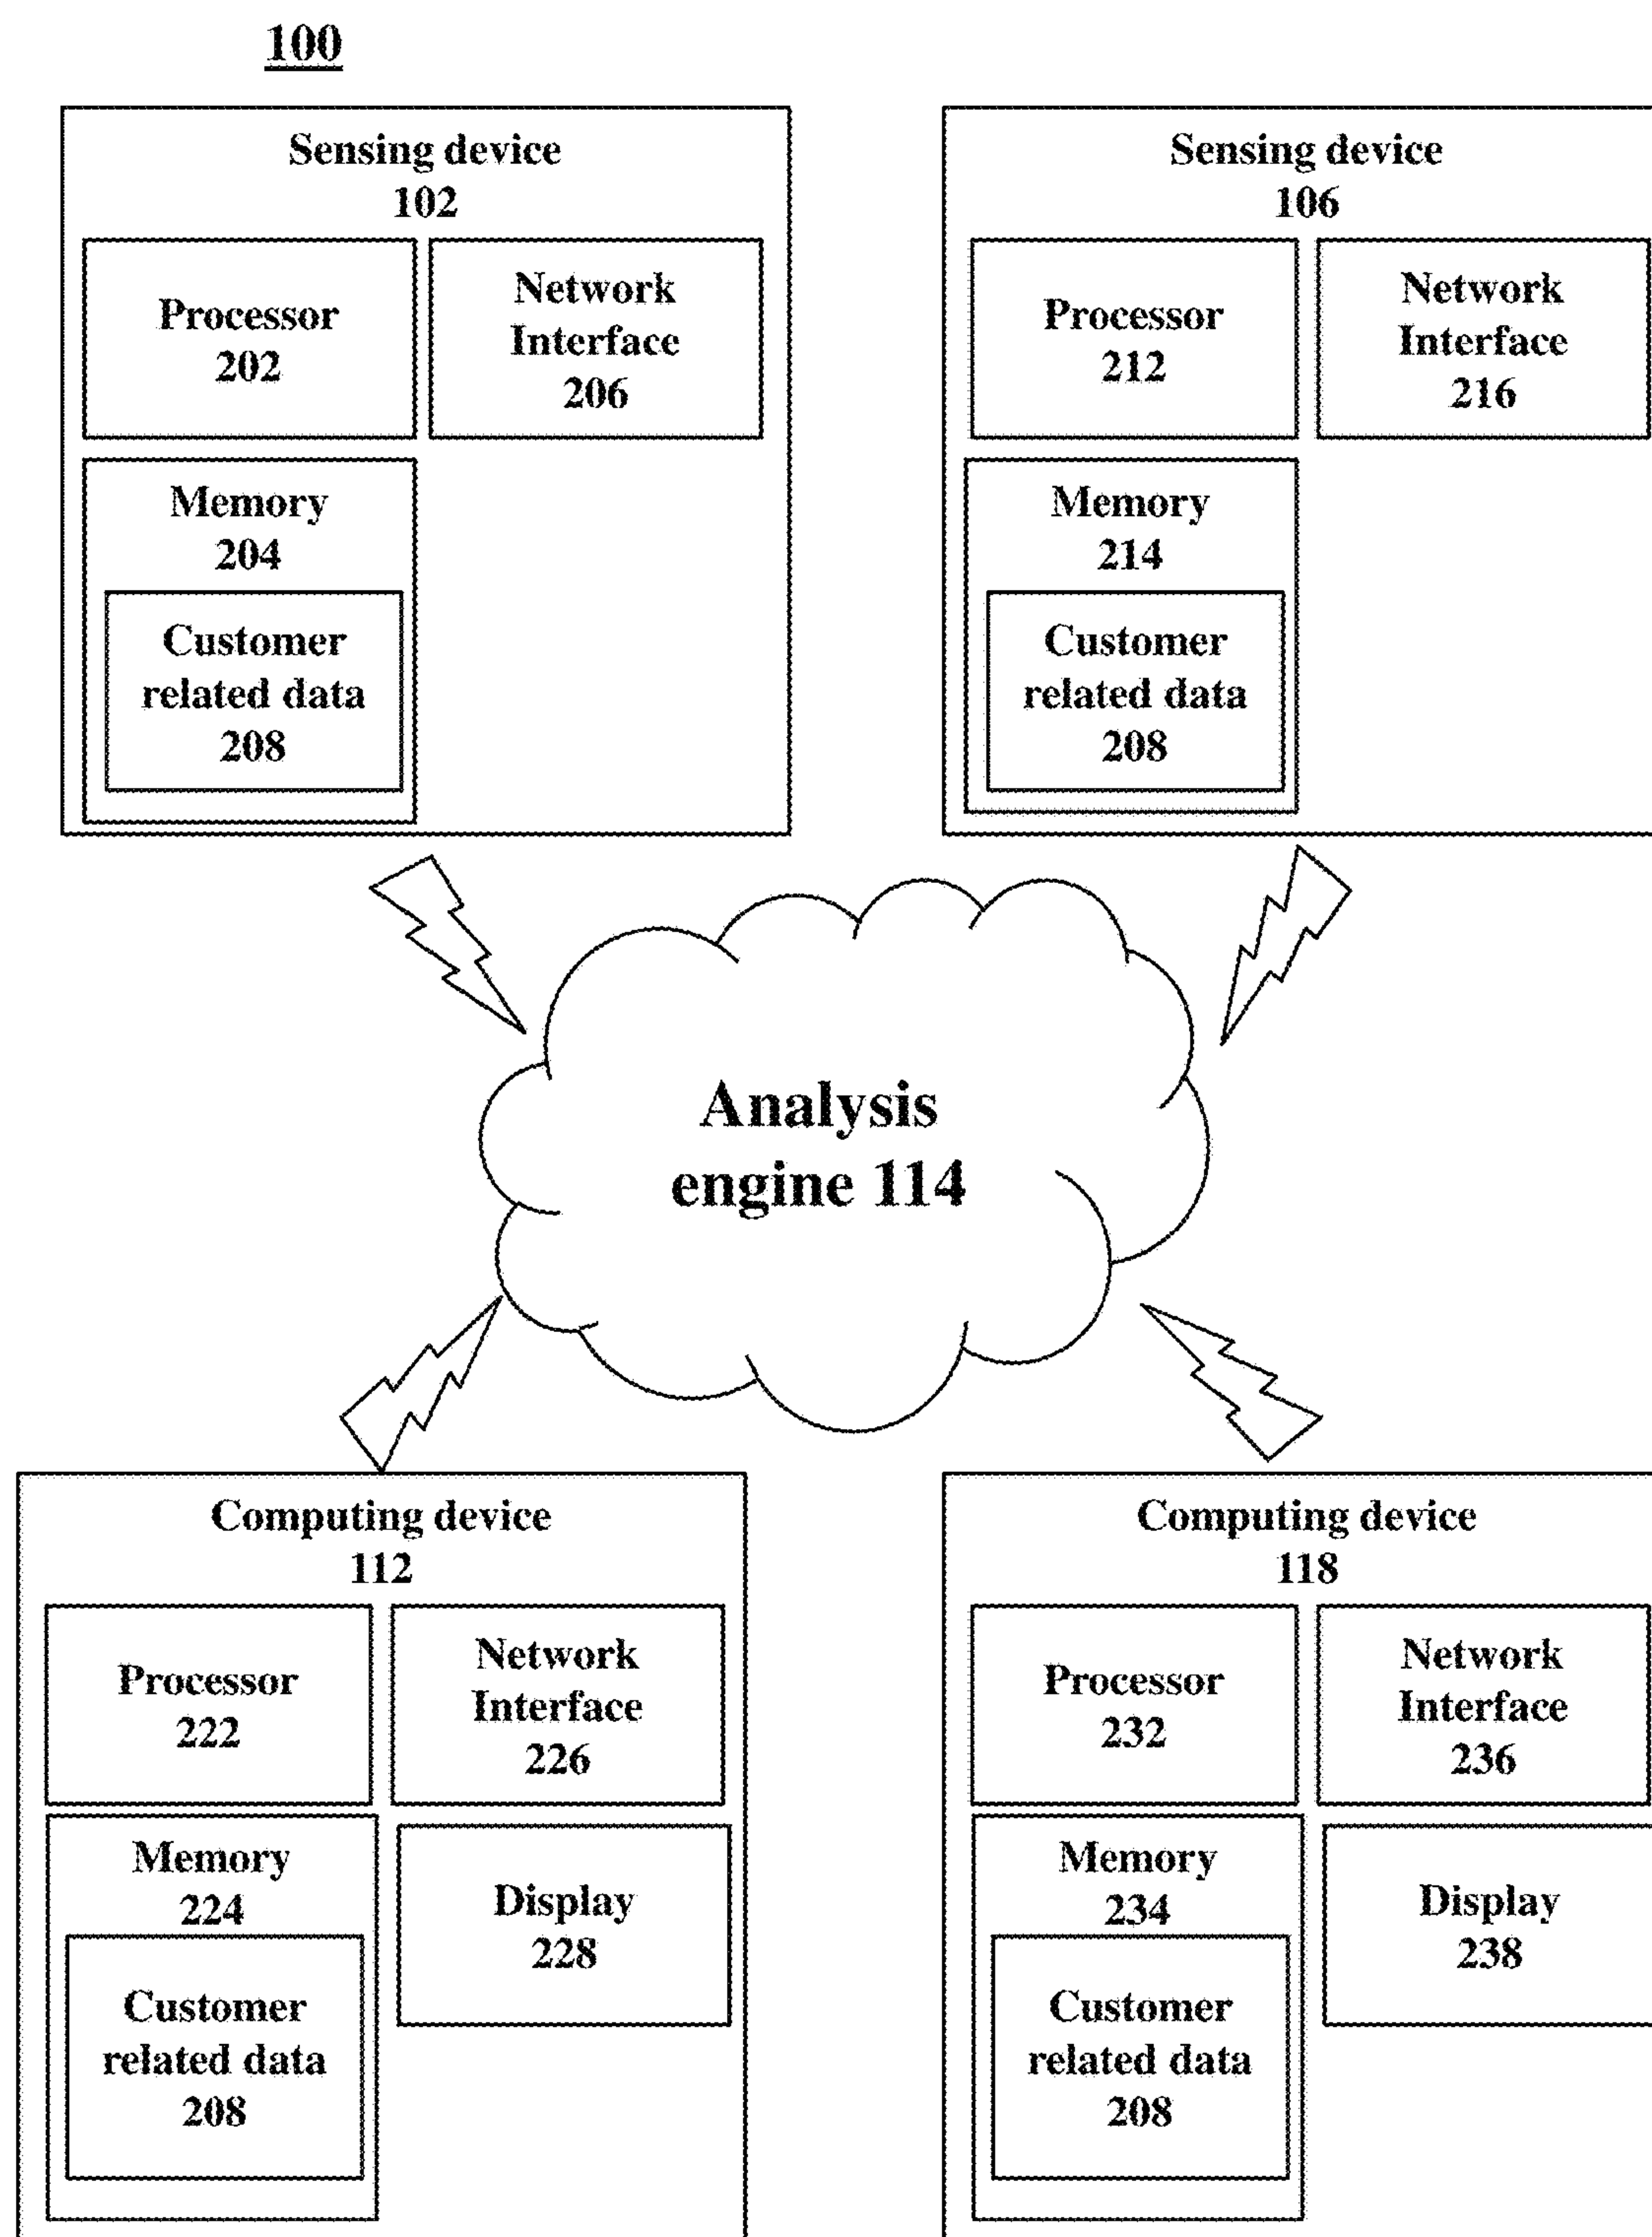 100
Sensing device
102
Processor
202
Network
Interface
206
Memory
204
Customer
related data
208
Sensing device
106
Processor
212
Network
Interface
216
Memory
214
Customer
related data
208
Analysis
engine 114
Computing device
112
Processor
222
Network
Interface
226
Memory
224
Customer
related data
208
Display
228
Computing device
118
Processor
232
Network
Interface
236
Memory
234
Customer
related data
208
Display
238